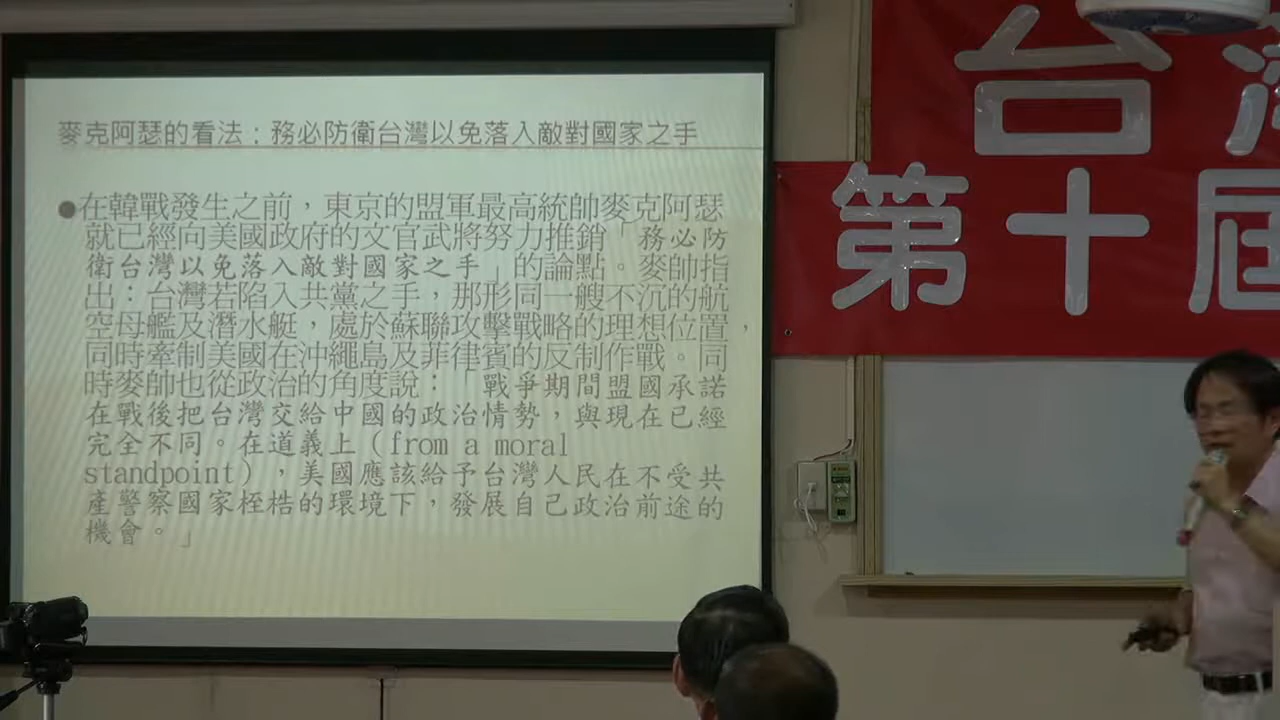 麥克阿瑟的看法：務必防衛台灣以免落入敵對國家之手
●在韓戰發生之前，東京的盟軍最高統帥麥克阿瑟
就已經向美國政府的文官武將努力推銷「務必防
衛台灣以免落入敵對國家之手」的論點。麥帥指
出：台灣若陷入共黨之手，那形同一艘不沉的航
空母艦及潛水艇，處於蘇聯攻擊戰略的理想位置，
同時牽制美國在沖繩島及菲律賓的反制作戰。同
時麥帥也從政治的角度說：「戰爭期間盟國承諾
在戰後把台灣交給中國的政治情勢，與現在已經
完全不同。在道義上（from a moral
standpoint），美國應該給予台灣人民在不受共
產警察國家桎梏的環境下，發展自己政治前途的
機會。」
台灣
第十屆